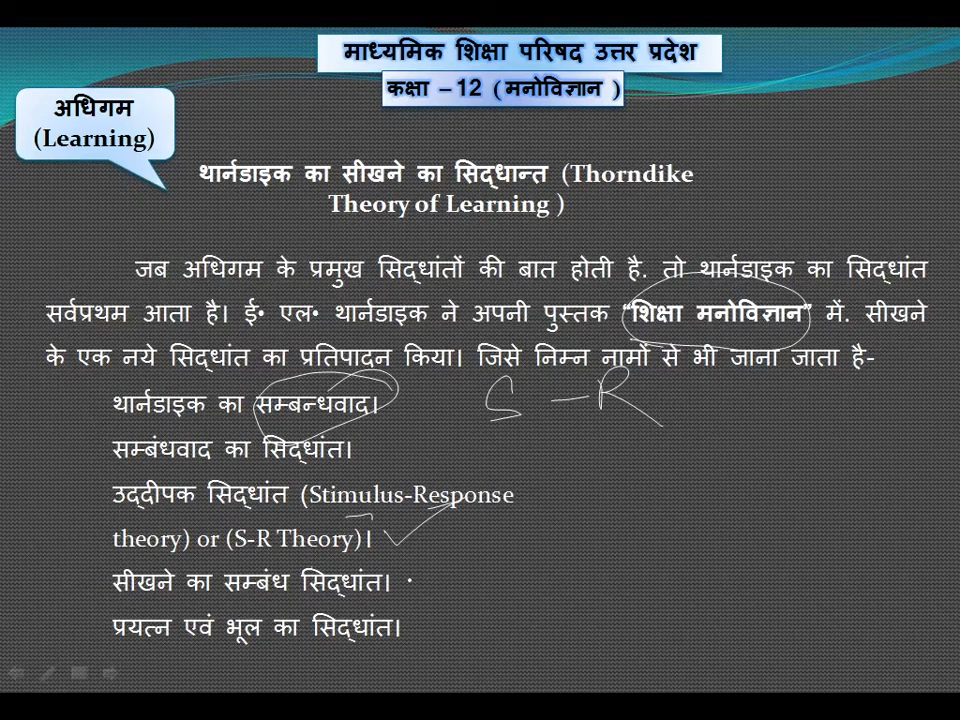 माध्यमिक शिक्षा परिषद उत्तर प्रदेश
कक्षा – 12 ( मनोविज्ञान )
अधिगम
(Learning)
थार्नडाइक का सीखने का सिद्धान्त (Thorndike
Theory of Learning )
जब अधिगम के प्रमुख सिद्धांतों की बात होती है. तो थार्नडाइक का सिद्धांत
सर्वप्रथम आता है। ई॰ एल॰ थार्नडाइक ने अपनी पुस्तक “शिक्षा मनोविज्ञान” में. सीखने
के एक नये सिद्धांत का प्रतिपादन किया। जिसे निम्न नामों से भी जाना जाता है-
थार्नडाइक का सम्बन्धवाद।
S – R
सम्बंधवाद का सिद्धांत।
उद्दीपक सिद्धांत (Stimulus-Response
theory) or (S-R Theory)।
सीखने का सम्बंध सिद्धांत।
प्रयत्न एवं भूल का सिद्धांत।